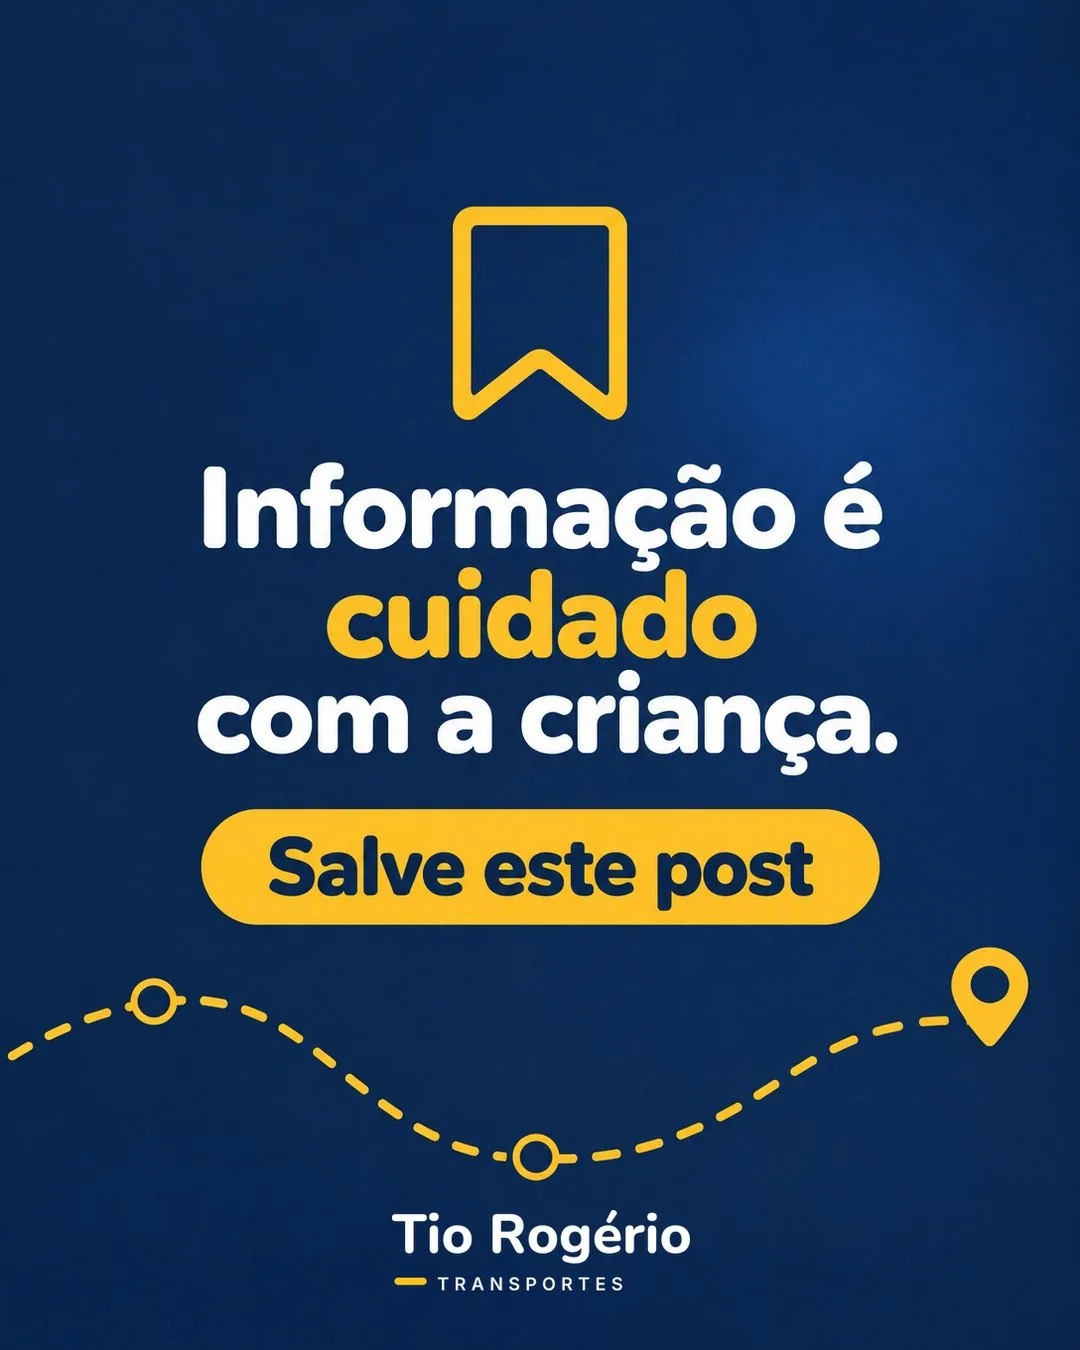 Informação é
cuidado
com a criança.
Salve este post
Tio Rogério
TRANSPORTES